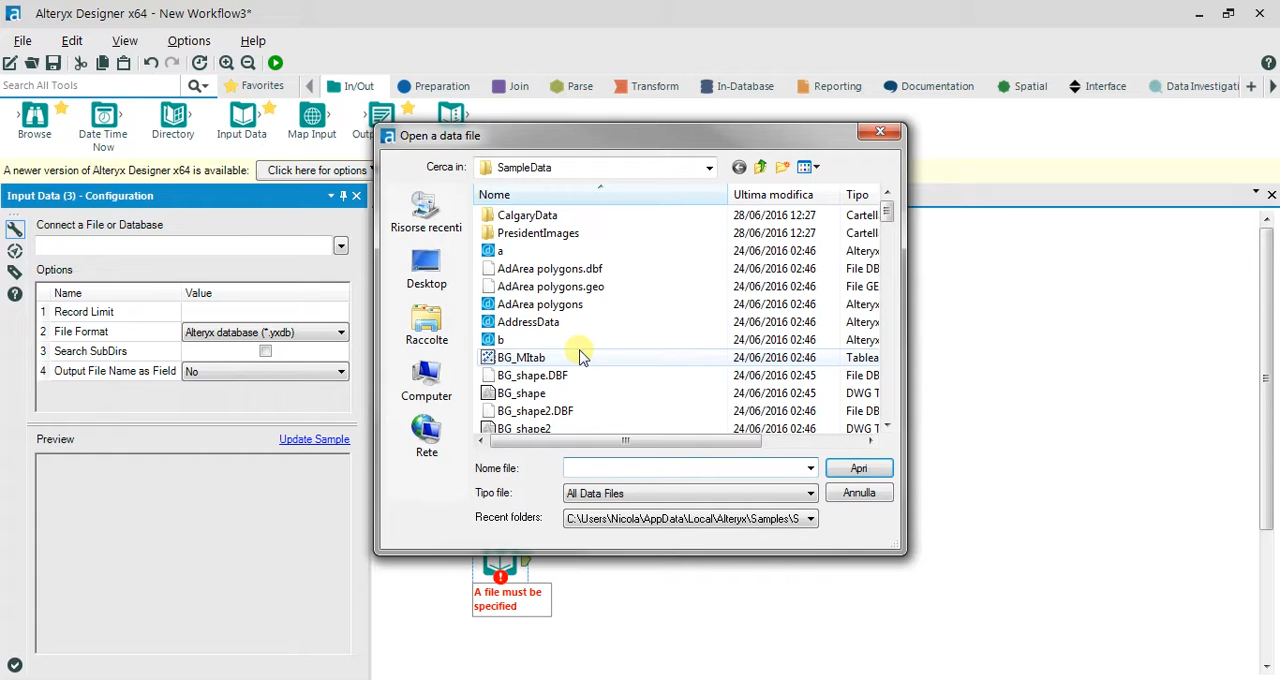 Alteryx Designer x64 - New Workflow3*
File Edit View Options Help
Search All Tools Favorites In/Out Preparation Join Parse Transform In-Database Reporting Documentation Spatial Interface Data Investigati
Browse Date Time Now Directory Input Data Map Input
A newer version of Alteryx Designer x64 is available: Click here for options
Input Data (3) - Configuration
Connect a File or Database
Options
Name Value
1 Record Limit
2 File Format Alteryx database (*.yxdb)
3 Search SubDirs
4 Output File Name as Field No
Preview Update Sample
Open a data file
Cerca in: SampleData
Risorse recenti
Desktop
Raccolte
Computer
Rete
Nome Ultima modifica Tipo
CalgaryData 28/06/2016 12:27 Cartell
PresidentImages 28/06/2016 12:27 Cartell
a 24/06/2016 02:46 Alteryx
AdArea polygons.dbf 24/06/2016 02:46 File DB
AdArea polygons.geo 24/06/2016 02:46 File GE
AdArea polygons 24/06/2016 02:46 Alteryx
AddressData 24/06/2016 02:46 Alteryx
b 24/06/2016 02:46 Alteryx
BG_MItab 24/06/2016 02:46 Tablea
BG_shape.DBF 24/06/2016 02:45 File DB
BG_shape 24/06/2016 02:45 DWG T
BG_shape2.DBF 24/06/2016 02:46 File DB
BG_shape2 24/06/2016 02:46 DWG T
Nome file: Apri
Tipo file: All Data Files Annulla
Recent folders: C:\Users\Nicola\AppData\Local\Alteryx\Samples\S
A file must be
specified